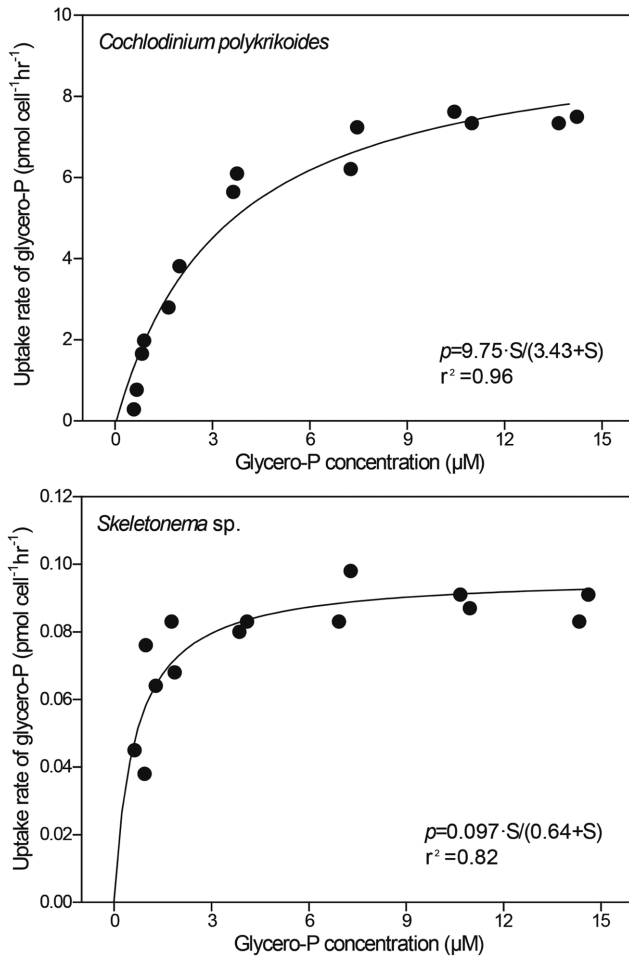 Cochlodinium polykrikoides
Uptake rate of glycero-P (pmol cell⁻¹hr⁻¹)
10
8
6
4
2
0
p=9.75·S/(3.43+S)
r²=0.96
0 3 6 9 12 15
Glycero-P concentration (µM)
Skeletonema sp.
Uptake rate of glycero-P (pmol cell⁻¹hr⁻¹)
0.12
0.10
0.08
0.06
0.04
0.02
0.00
p=0.097·S/(0.64+S)
r²=0.82
0 3 6 9 12 15
Glycero-P concentration (µM)